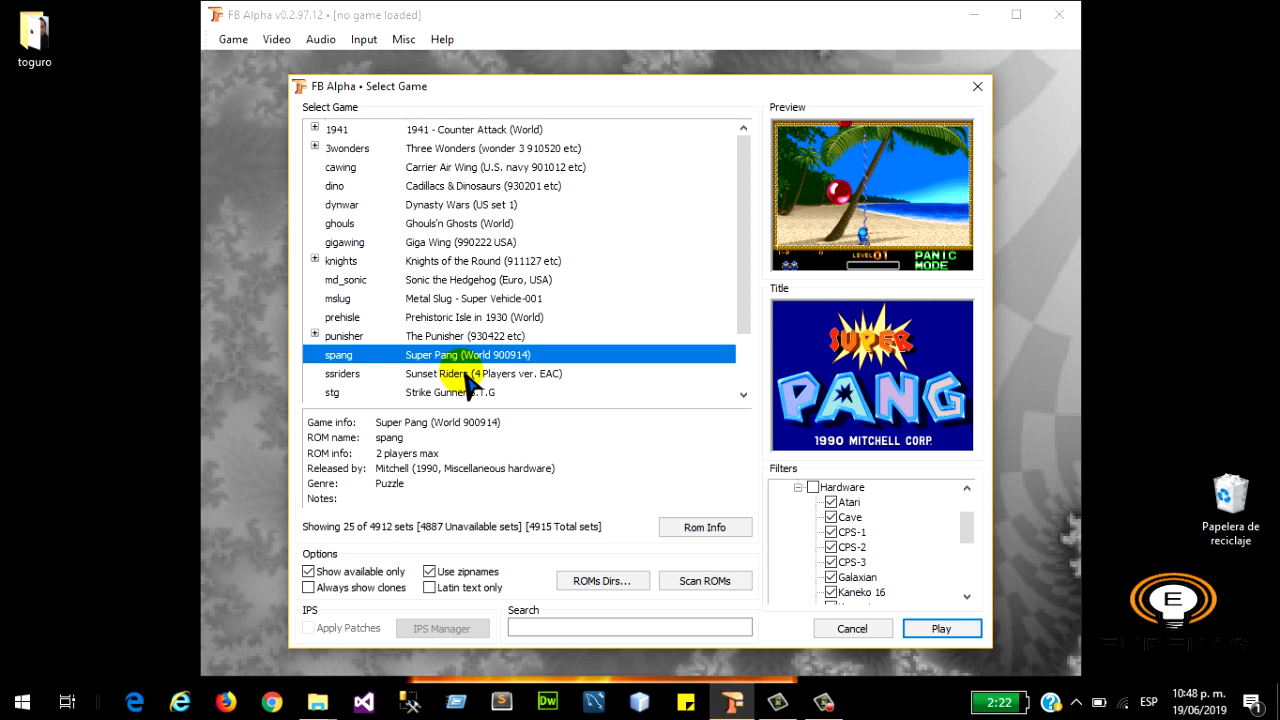 toguro
FB Alpha v0.2.97.12 • [no game loaded]
Game Video Audio Input Misc Help
FB Alpha • Select Game
Select Game
1941 1941 - Counter Attack (World)
3wonders Three Wonders (wonder 3 910520 etc)
cawing Carrier Air Wing (U.S. navy 901012 etc)
dino Cadillacs & Dinosaurs (930201 etc)
dynwar Dynasty Wars (US set 1)
ghouls Ghouls'n Ghosts (World)
gigawing Giga Wing (990222 USA)
knights Knights of the Round (911127 etc)
md_sonic Sonic the Hedgehog (Euro, USA)
mslug Metal Slug - Super Vehicle-001
prehisle Prehistoric Isle in 1930 (World)
punisher The Punisher (930422 etc)
spang Super Pang (World 900914)
ssriders Sunset Riders (4 Players ver. EAC)
stg Strike Gunner S.T.G
Game info: Super Pang (World 900914)
ROM name: spang
ROM info: 2 players max
Released by: Mitchell (1990, Miscellaneous hardware)
Genre: Puzzle
Notes:
Showing 25 of 4912 sets [4887 Unavailable sets] [4915 Total sets]
Rom Info
Options
Show available only
Use zipnames
Always show clones
Latin text only
ROMs Dirs...
Scan ROMs
IPS
Apply Patches
IPS Manager
Search
Preview
LEVEL 01
PANIC
MODE
Title
SUPER
PANG
1990 MITCHELL CORP.
Filters
Hardware
Atari
Cave
CPS-1
CPS-2
CPS-3
Galaxian
Kaneko 16
Cancel
Play
Papelera de
reciclaje
E
Dw
2:22
ESP
10:48 p. m.
19/06/2019
1